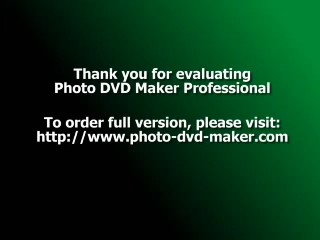 Thank you for evaluating
Photo DVD Maker Professional
To order full version, please visit:
http://www.photo-dvd-maker.com